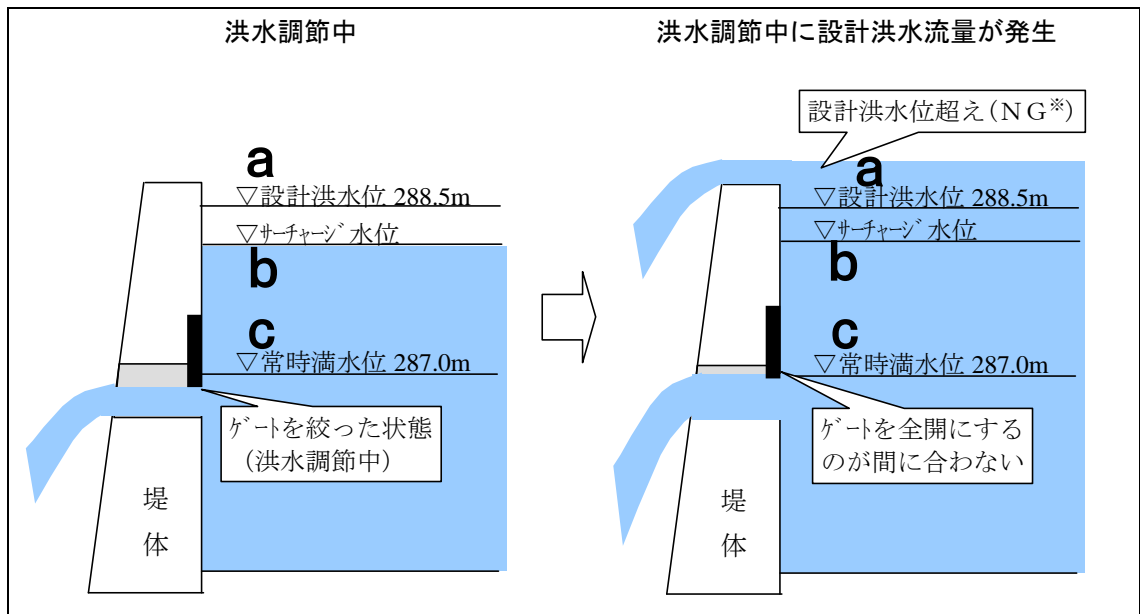 洪水調節中
a
▽設計洪水位 288.5m
▽ｻｰﾁｬｰｼﾞ水位
b
c
▽常時満水位 287.0m
ｹﾞｰﾄを絞った状態
(洪水調節中)
堤
体
洪水調節中に設計洪水流量が発生
設計洪水位超え(ＮＧ※)
a
▽設計洪水位 288.5m
▽ｻｰﾁｬｰｼﾞ水位
b
c
▽常時満水位 287.0m
ｹﾞｰﾄを全開にする
のが間に合わない
堤
体